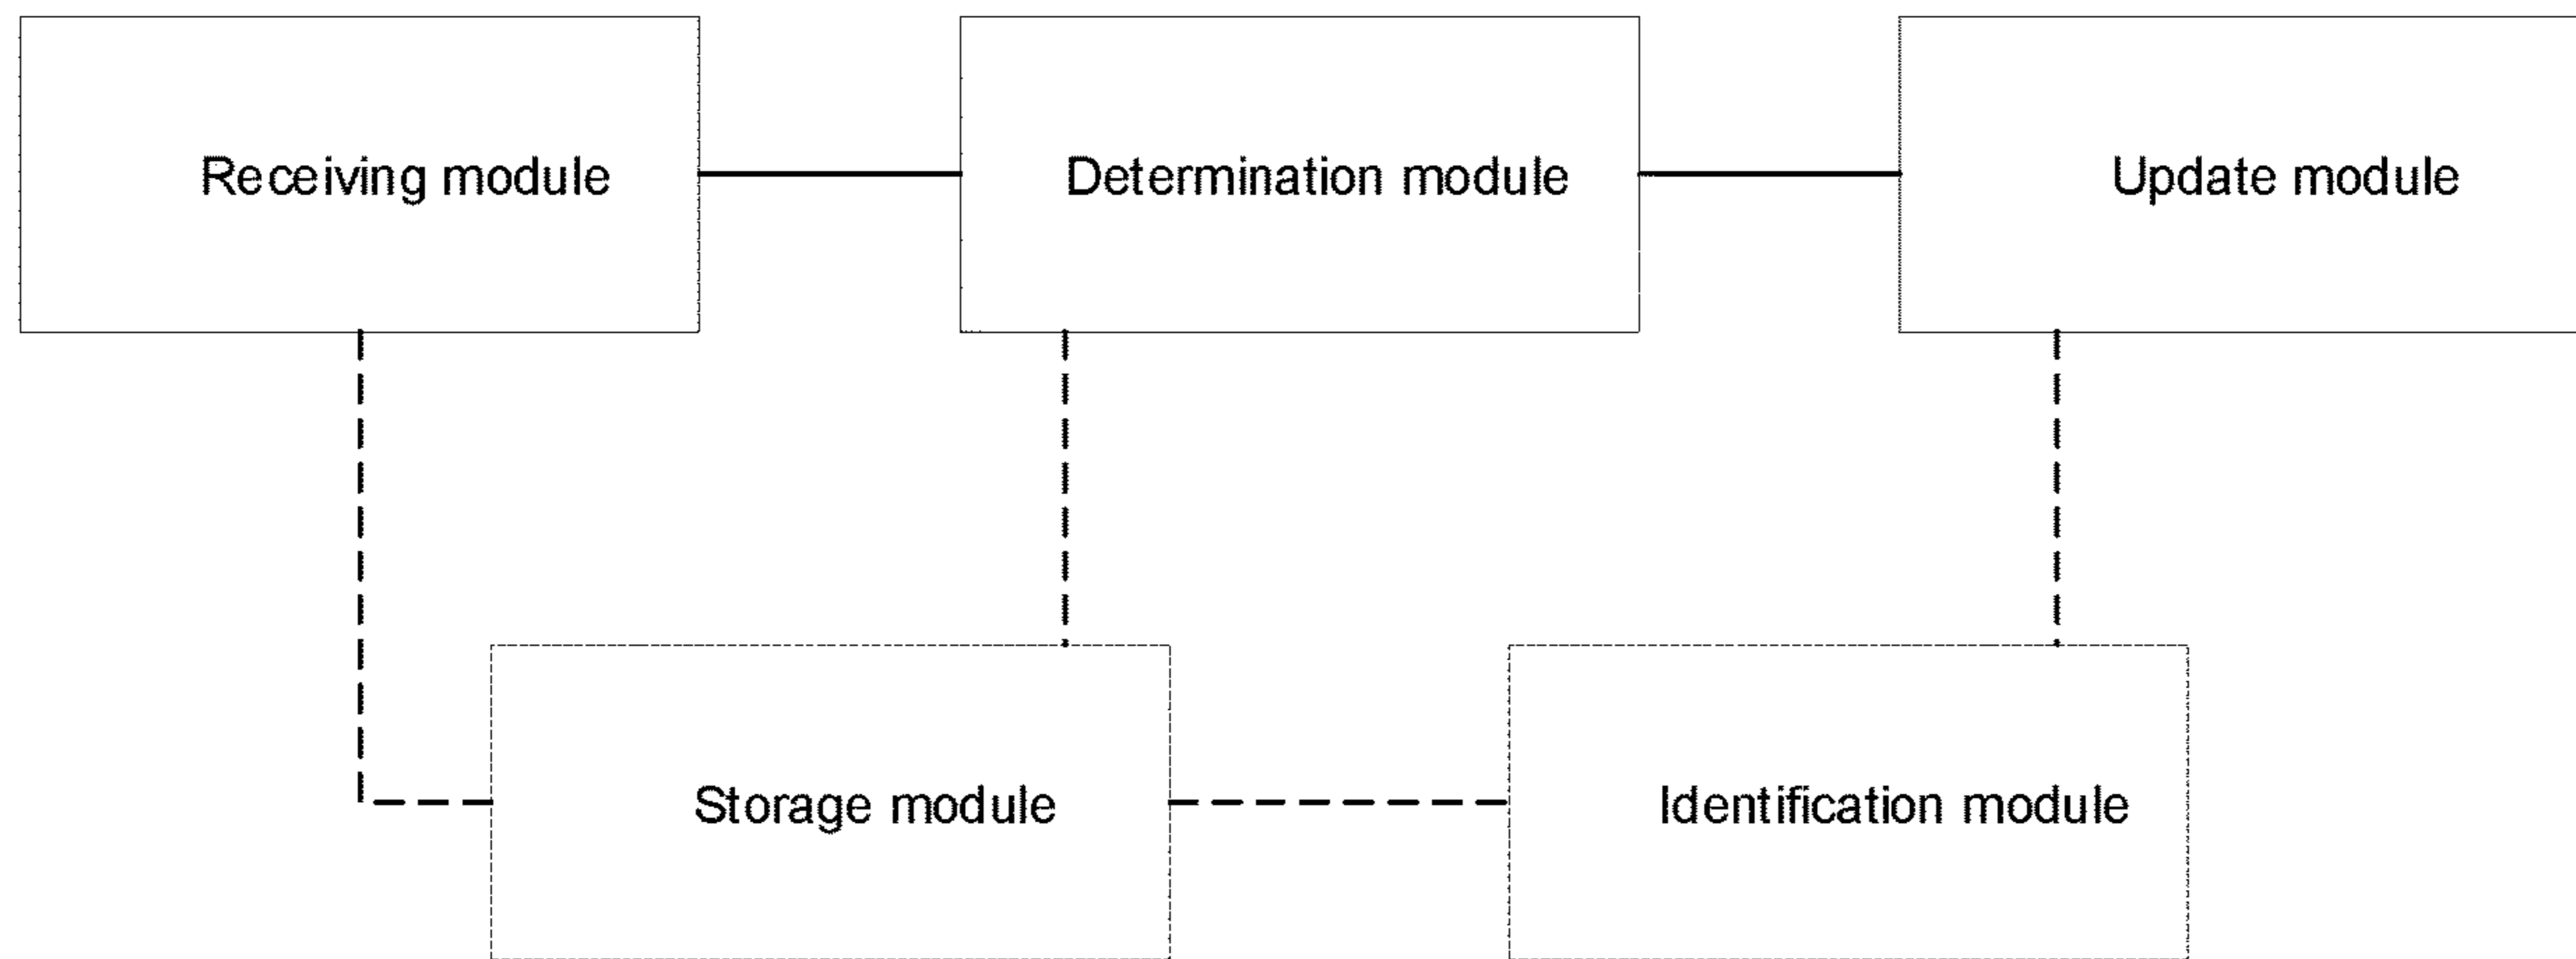 Receiving module
Determination module
Update module
Storage module
Identification module